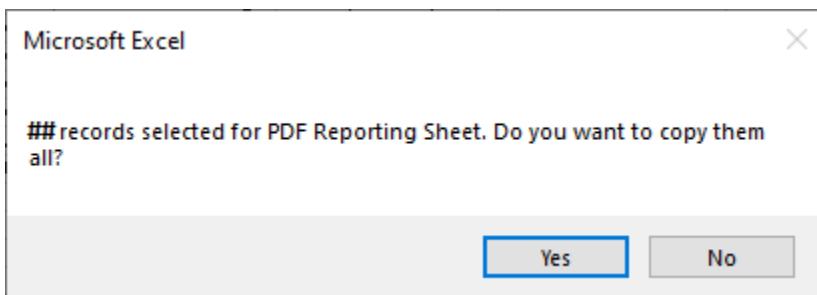 Microsoft Excel
## records selected for PDF Reporting Sheet. Do you want to copy them
all?
Yes
No